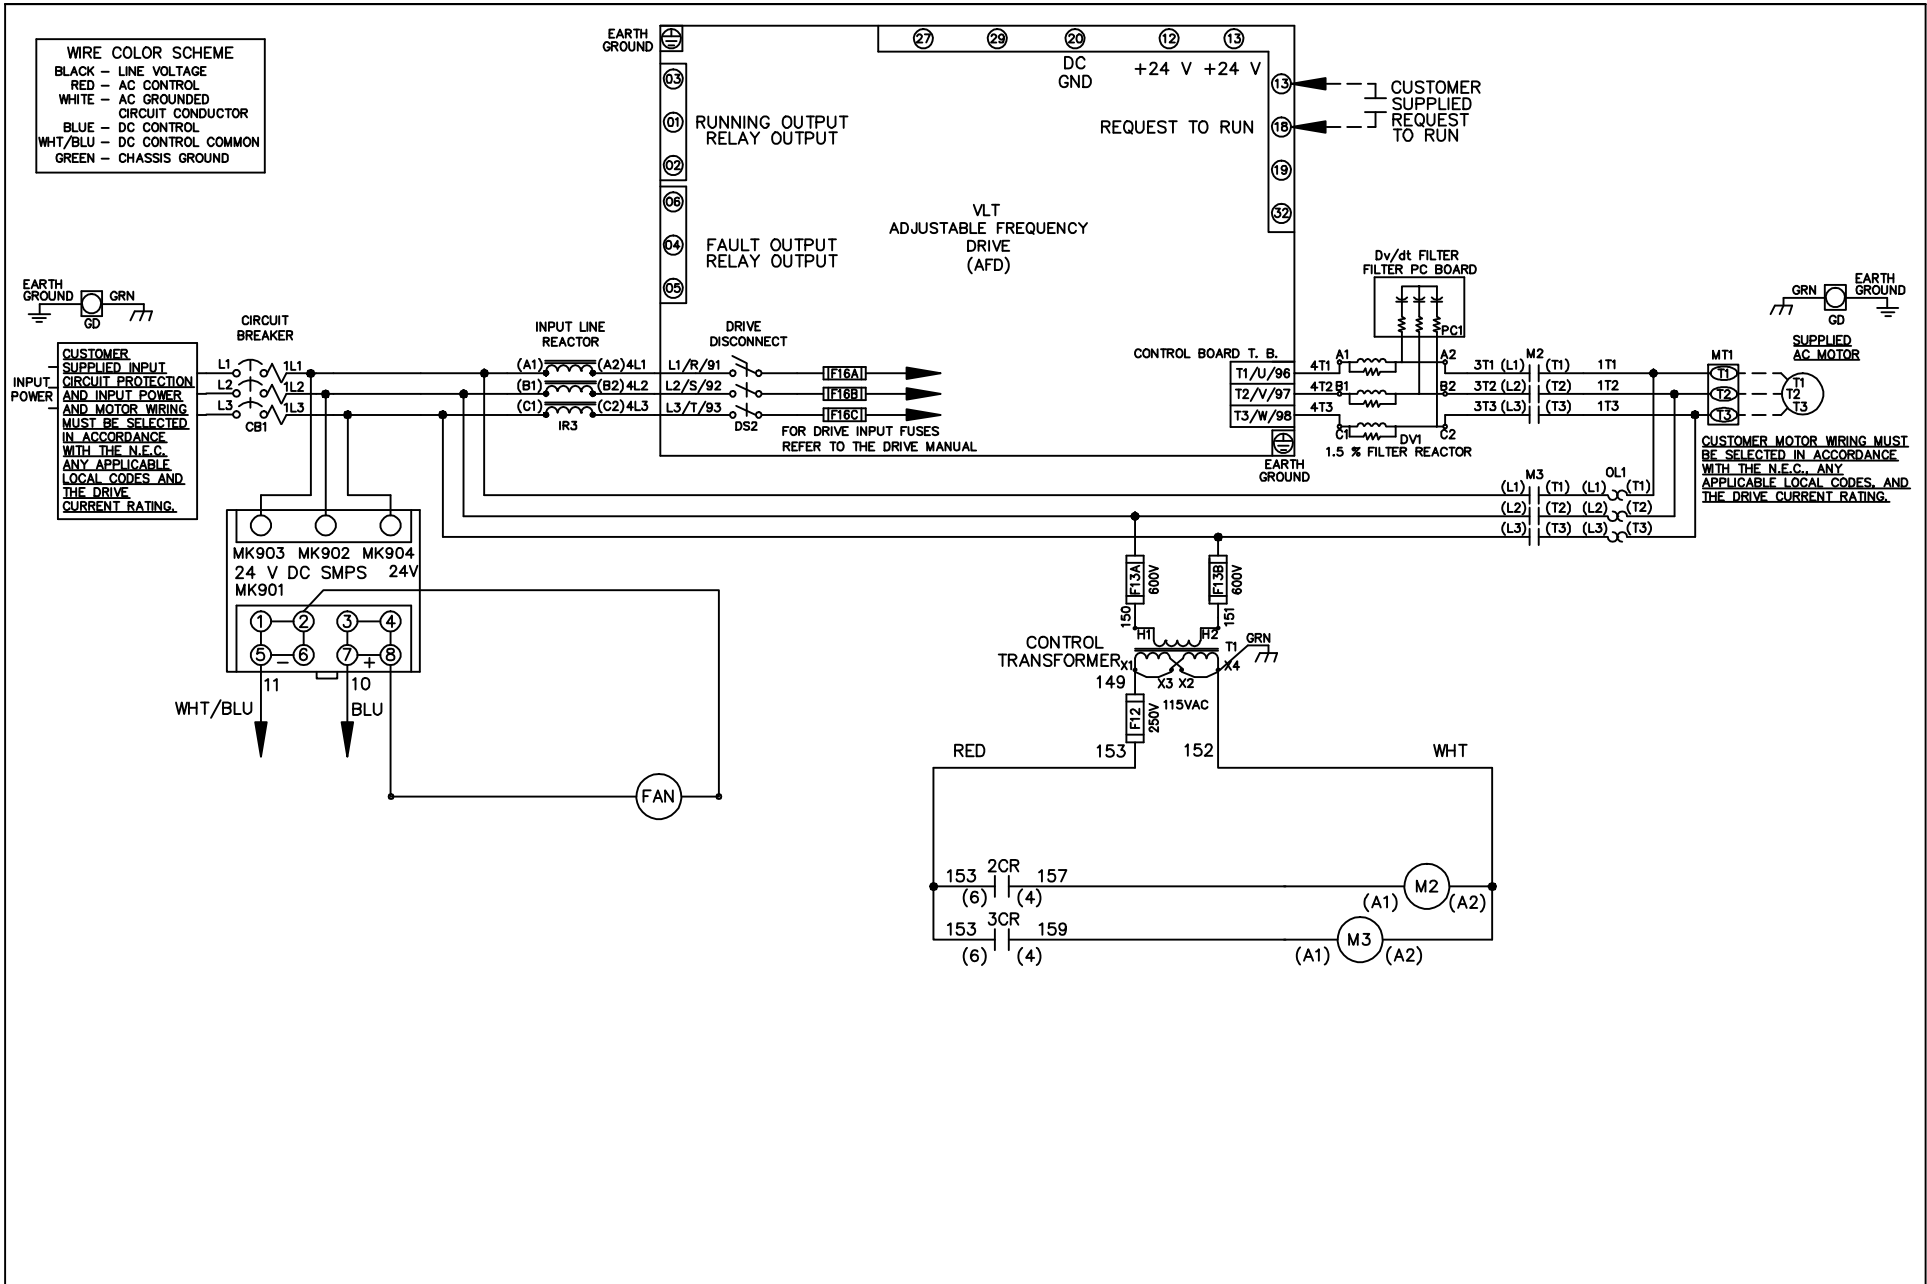 WIRE COLOR SCHEME
BLACK – LINE VOLTAGE
RED – AC CONTROL
WHITE – AC GROUNDED
CIRCUIT CONDUCTOR
BLUE – DC CONTROL
WHT/BLU – DC CONTROL COMMON
GREEN – CHASSIS GROUND
EARTH
GROUND
03
01
02
RUNNING OUTPUT
RELAY OUTPUT
06
04
05
FAULT OUTPUT
RELAY OUTPUT
27
29
20
12
13
DC
GND
+24 V
+24 V
13
18
19
32
REQUEST TO RUN
CUSTOMER
SUPPLIED
REQUEST
TO RUN
VLT
ADJUSTABLE FREQUENCY
DRIVE
(AFD)
EARTH
GROUND
GRN
GD
INPUT
POWER
CUSTOMER
SUPPLIED INPUT
CIRCUIT PROTECTION
AND INPUT POWER
AND MOTOR WIRING
MUST BE SELECTED
IN ACCORDANCE
WITH THE N.E.C.
ANY APPLICABLE
LOCAL CODES AND
THE DRIVE
CURRENT RATING.
CIRCUIT
BREAKER
L1
1L1
L2
1L2
L3
1L3
CB1
INPUT LINE
REACTOR
(A1)
(A2)
4L1
(B1)
(B2)
4L2
(C1)
(C2)
4L3
IR3
DRIVE
DISCONNECT
L1/R/91
L2/S/92
L3/T/93
DS2
F16A
F16B
F16C
FOR DRIVE INPUT FUSES
REFER TO THE DRIVE MANUAL
CONTROL BOARD T. B.
T1/U/96
T2/V/97
T3/W/98
EARTH
GROUND
Dv/dt FILTER
FILTER PC BOARD
PC1
4T1
A1
A2
4T2
B1
B2
4T3
C1
C2
DV1
1.5 % FILTER REACTOR
M2
3T1
(L1)
(T1)
1T1
3T2
(L2)
(T2)
1T2
3T3
(L3)
(T3)
1T3
MT1
T1
T2
T3
GRN
EARTH
GROUND
GD
SUPPLIED
AC MOTOR
T1
T2
T3
CUSTOMER MOTOR WIRING MUST
BE SELECTED IN ACCORDANCE
WITH THE N.E.C., ANY
APPLICABLE LOCAL CODES, AND
THE DRIVE CURRENT RATING.
M3
OL1
(L1)
(T1)
(L1)
(T1)
(L2)
(T2)
(L2)
(T2)
(L3)
(T3)
(L3)
(T3)
MK903
MK902
MK904
24 V DC SMPS
24V
MK901
1
2
3
4
5
–
6
7
+
8
11
10
WHT/BLU
BLU
FAN
F13A
600V
F13B
600V
150
151
H1
H2
CONTROL
TRANSFORMER
T1
GRN
X1
X4
X3
X2
149
F12
250V
115VAC
153
152
RED
WHT
153
2CR
157
(6)
(4)
M2
(A1)
(A2)
153
3CR
159
(6)
(4)
M3
(A1)
(A2)